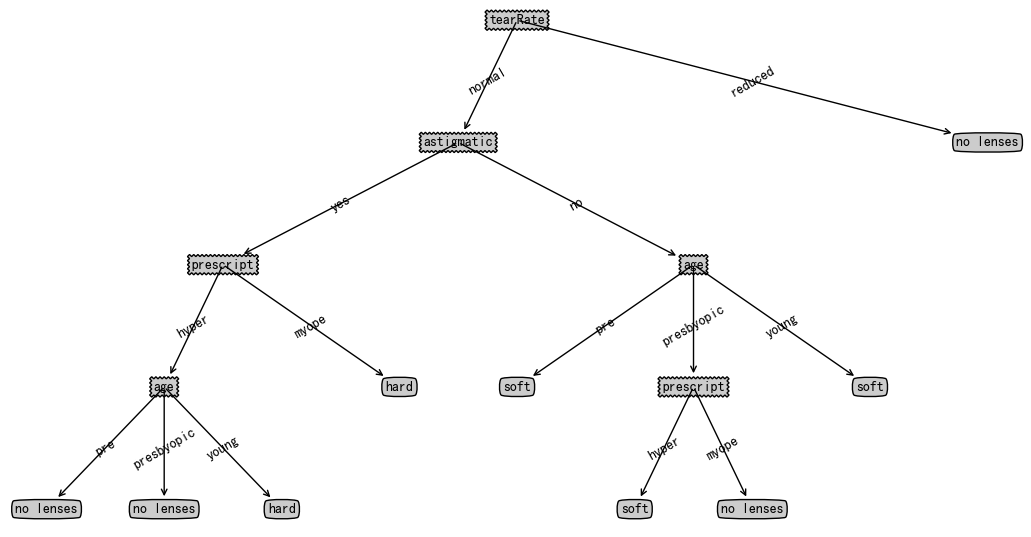 tearRate
normal
reduced
astigmatic
no lenses
yes
no
prescript
age
hyper
myope
pre
presbyopic
young
age
hard
soft
prescript
soft
pre
presbyopic
young
hyper
myope
no lenses
no lenses
hard
soft
no lenses